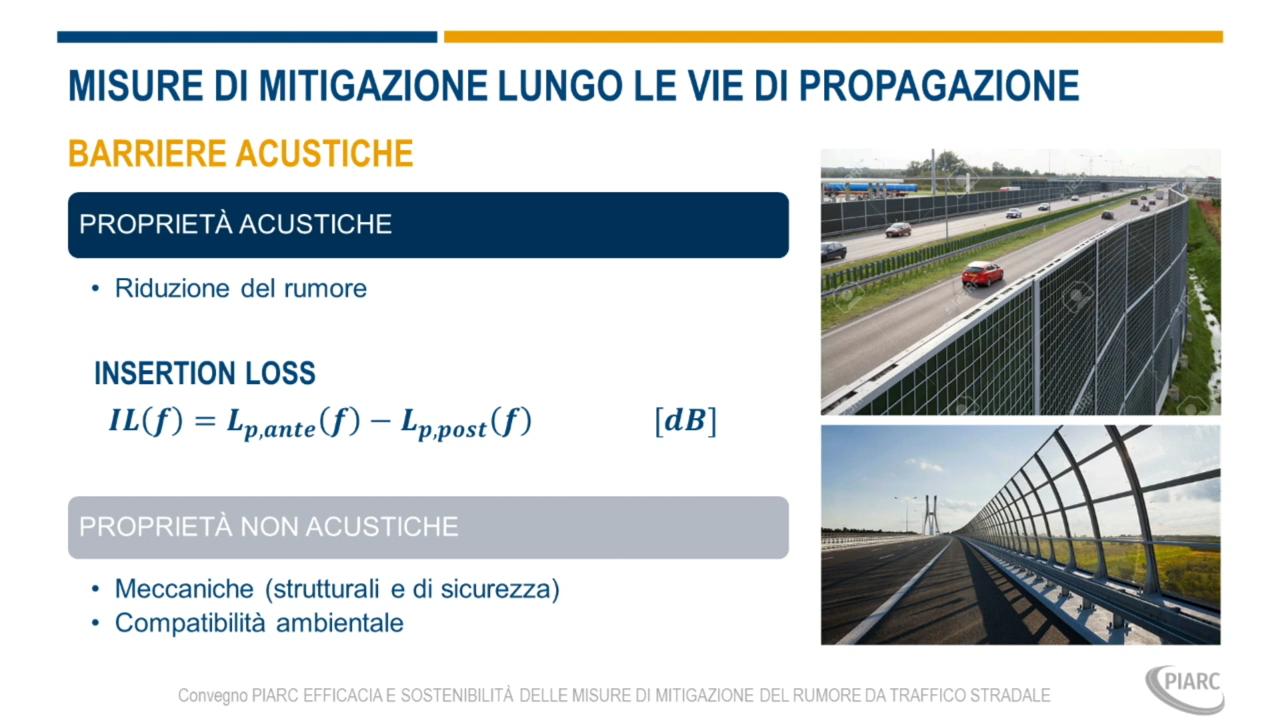 MISURE DI MITIGAZIONE LUNGO LE VIE DI PROPAGAZIONE
BARRIERE ACUSTICHE
PROPRIETÀ ACUSTICHE
• Riduzione del rumore
INSERTION LOSS
IL(f) = L_{p,ante}(f) − L_{p,post}(f) [dB]
PROPRIETÀ NON ACUSTICHE
• Meccaniche (strutturali e di sicurezza)
• Compatibilità ambientale
Convegno PIARC EFFICACIA E SOSTENIBILITÀ DELLE MISURE DI MITIGAZIONE DEL RUMORE DA TRAFFICO STRADALE
PIARC